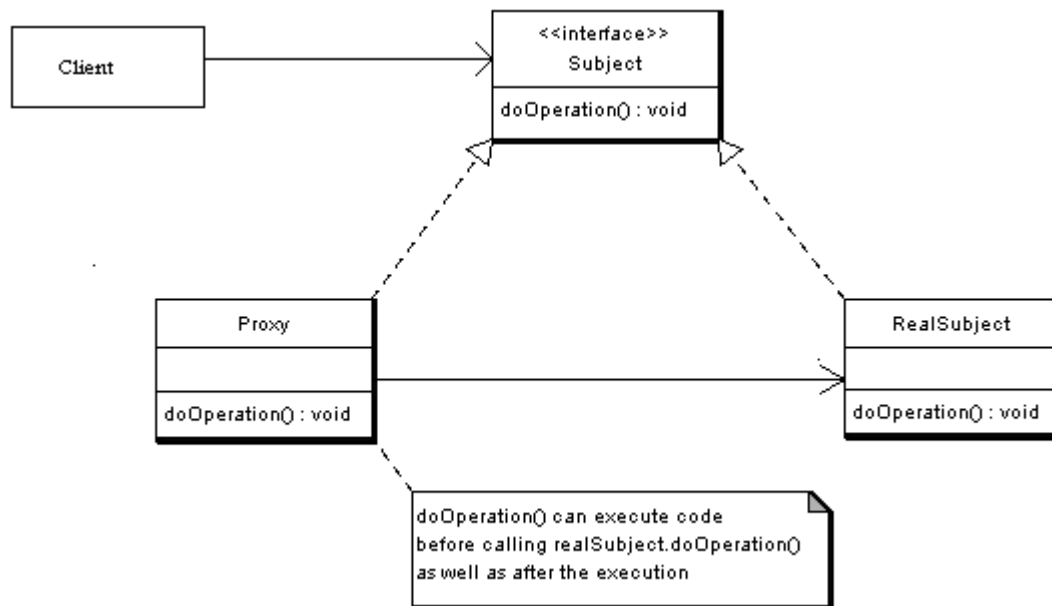 Client
<<interface>>
Subject
doOperation() : void
Proxy
doOperation() : void
RealSubject
doOperation() : void
doOperation() can execute code
before calling realSubject.doOperation()
as well as after the execution